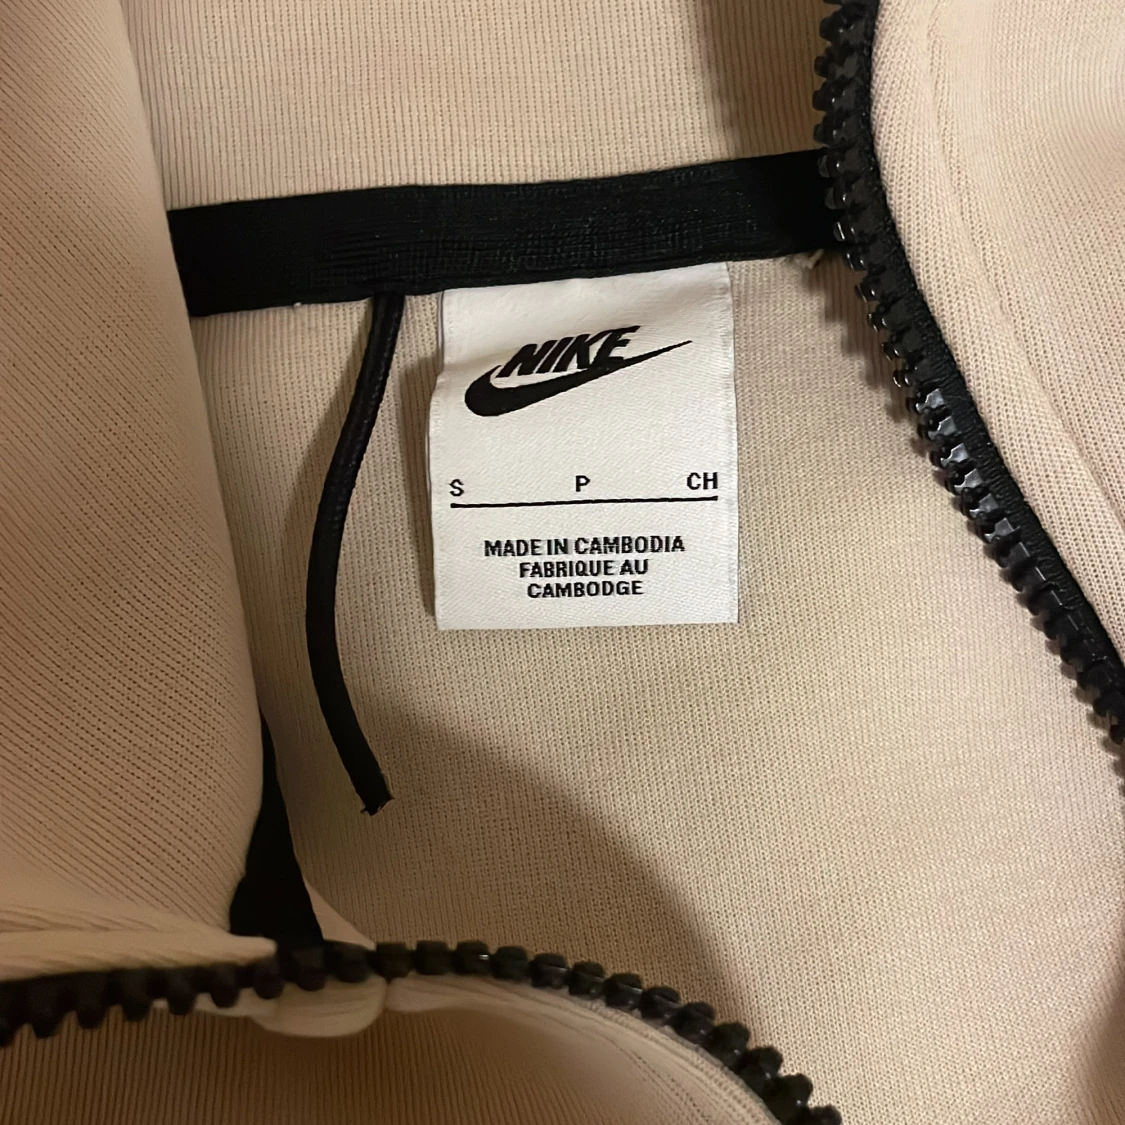 NIKE
S P CH
MADE IN CAMBODIA
FABRIQUE AU
CAMBODGE